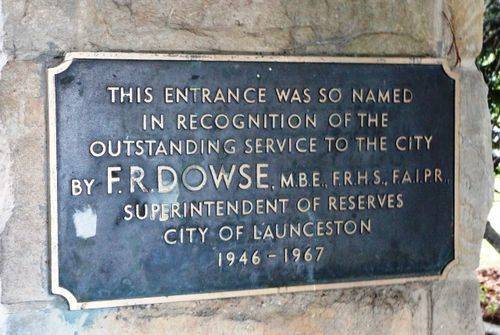 THIS ENTRANCE WAS SO NAMED
IN RECOGNITION OF THE
OUTSTANDING SERVICE TO THE CITY
BY F.R.DOWSE, M.B.E., F.R.H.S., F.A.I.P.R.,
SUPERINTENDENT OF RESERVES
CITY OF LAUNCESTON
1946 - 1967